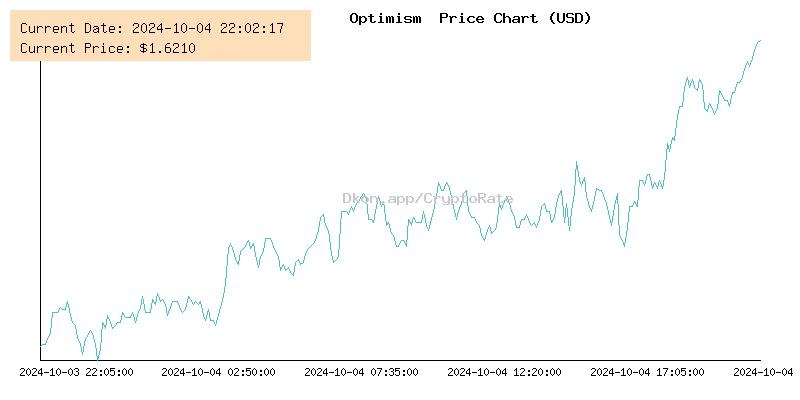 Optimism  Price Chart (USD)
Current Date: 2024-10-04 22:02:17
Current Price: $1.6210
Dkon.app/CryptoRate
2024-10-03 22:05:00 2024-10-04 02:50:00 2024-10-04 07:35:00 2024-10-04 12:20:00 2024-10-04 17:05:00 2024-10-04